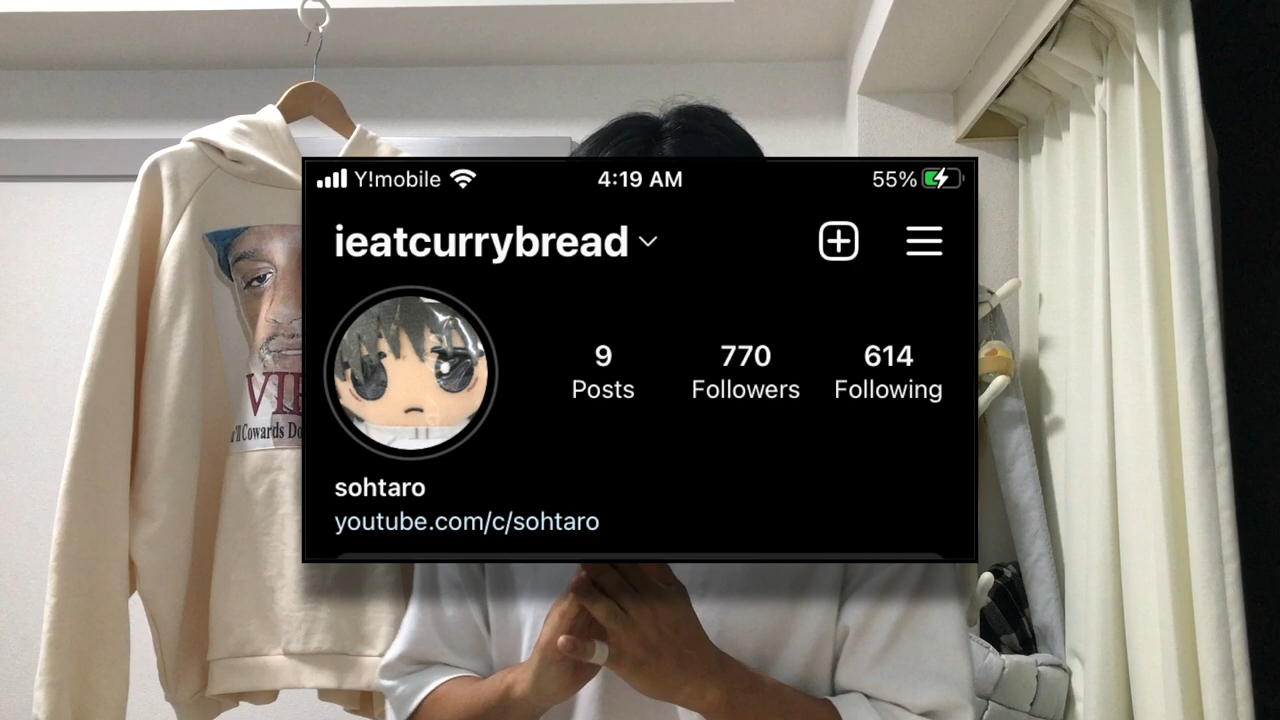 Y!mobile 4:19 AM 55%
ieatcurrybread
9 770 614
Posts Followers Following
sohtaro
youtube.com/c/sohtaro
VI
'll Cowards Do